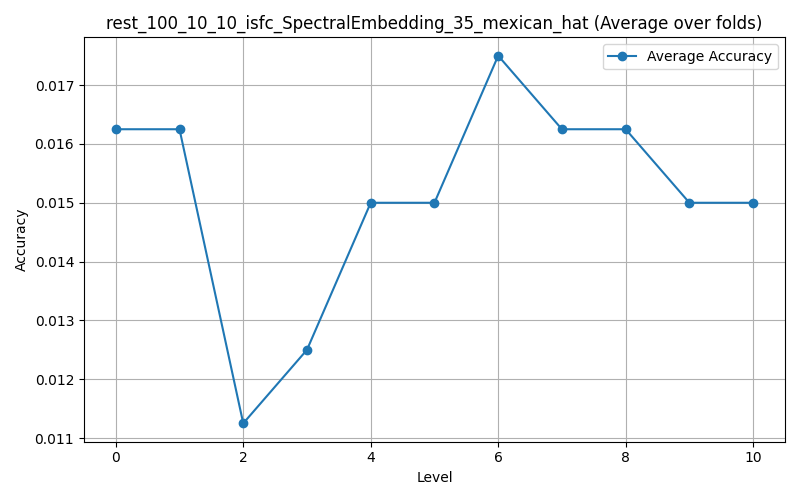 rest_100_10_10_isfc_SpectralEmbedding_35_mexican_hat (Average over folds)
Average Accuracy
0.017
0.016
0.015
0.014
0.013
0.012
0.011
Accuracy
0 2 4 6 8 10
Level